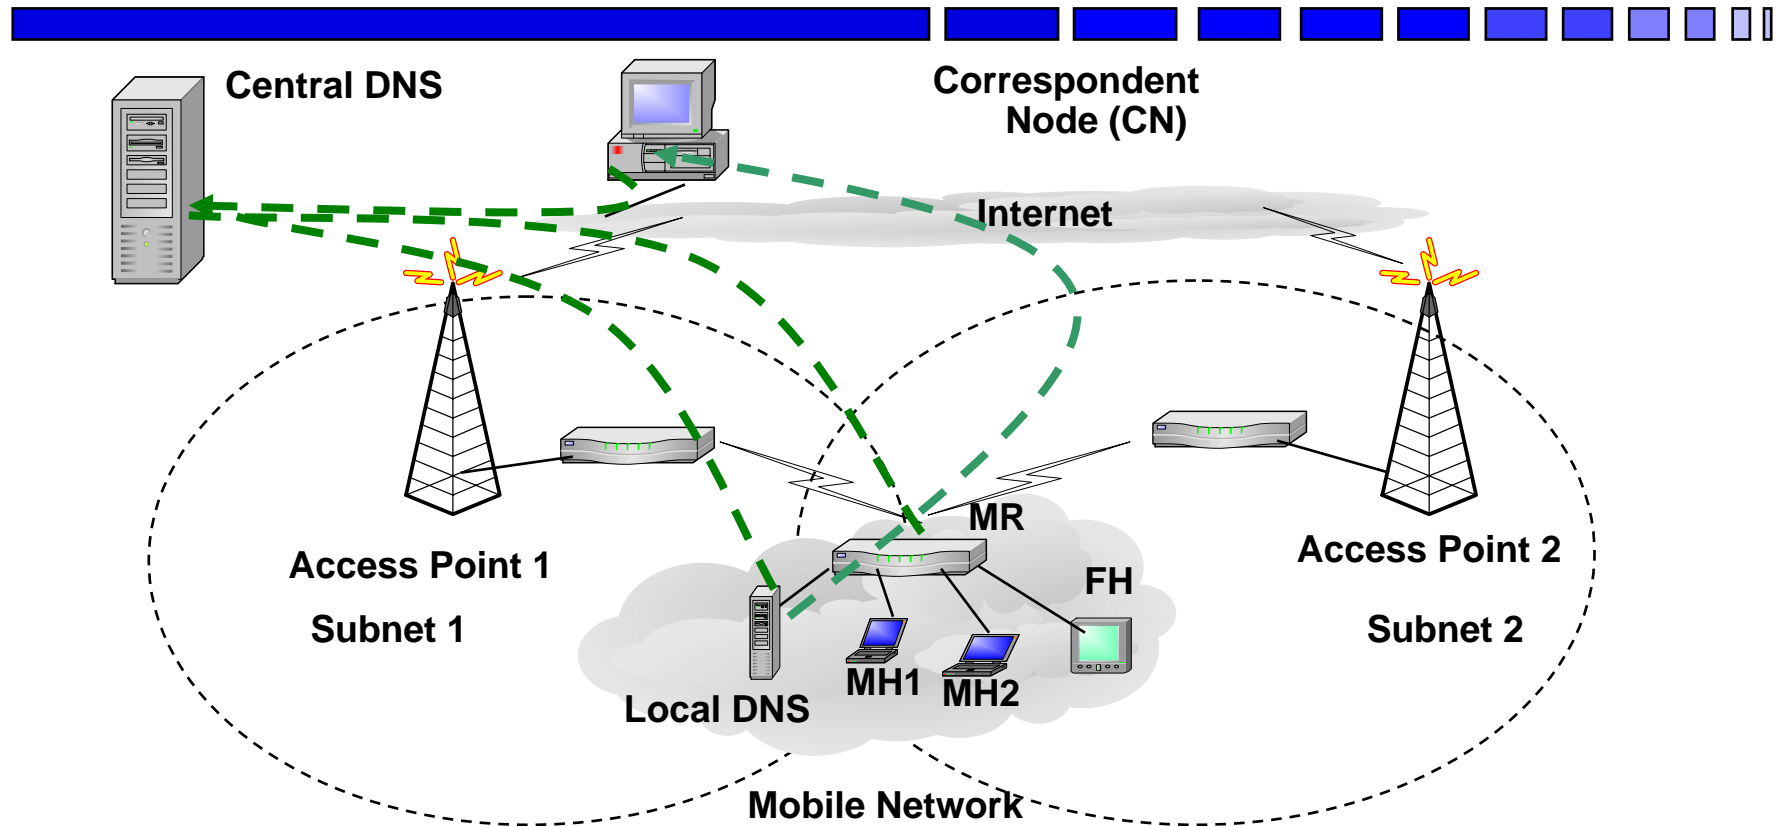 Central DNS
Correspondent
Node (CN)
Internet
MR
Access Point 1
Access Point 2
FH
Subnet 1
Subnet 2
MH1
MH2
Local DNS
Mobile Network